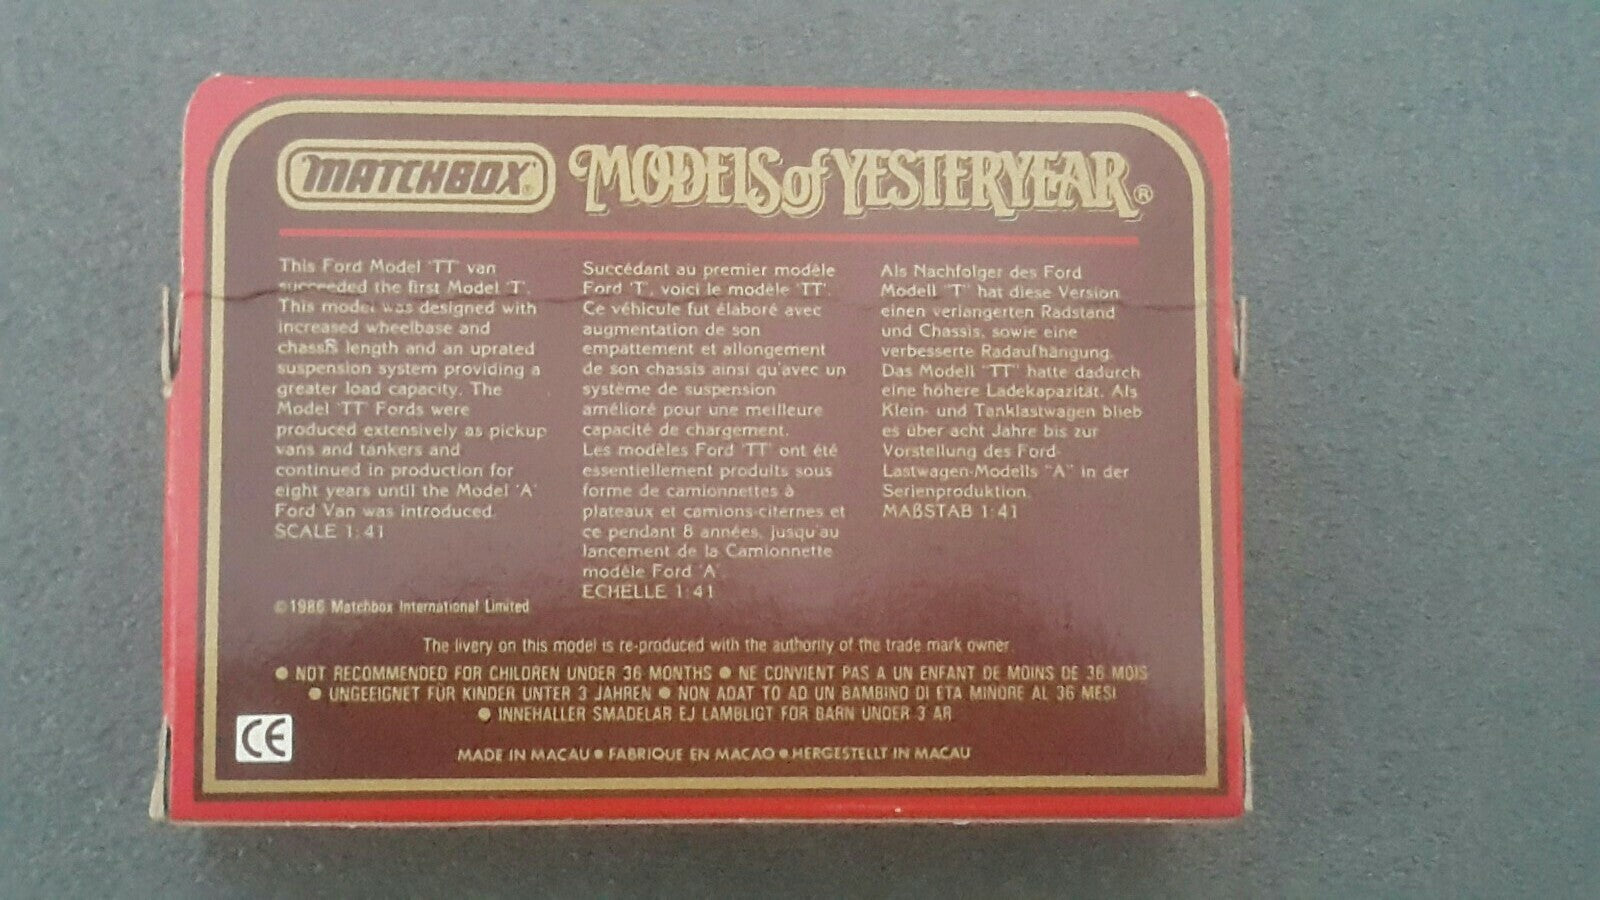 MATCHBOX® MODELS of YESTERYEAR®
This Ford Model 'TT' van
succeeded the first Model 'T'.
This model was designed with
increased wheelbase and
chassis length and an uprated
suspension system providing a
greater load capacity. The
Model 'TT' Fords were
produced extensively as pickup
vans and tankers and
continued in production for
eight years until the Model 'A'
Ford Van was introduced.
SCALE 1:41
© 1986 Matchbox International Limited
Succédant au premier modèle
Ford 'T', voici le modèle 'TT'.
Ce véhicule fut élaboré avec
augmentation de son
empattement et allongement
de son chassis ainsi qu'avec un
système de suspension
amélioré pour une meilleure
capacité de chargement.
Les modèles Ford 'TT' ont été
essentiellement produits sous
forme de camionnettes à
plateaux et camions-citernes et
ce pendant 8 années, jusqu'au
lancement de la Camionnette
modèle Ford 'A'.
ECHELLE 1:41
Als Nachfolger des Ford
Modell "T" hat diese Version
einen verlangerten Radstand
und Chassis, sowie eine
verbesserte Radaufhängung.
Das Modell "TT" hatte dadurch
eine höhere Ladekapazität. Als
Klein- und Tanklastwagen blieb
es über acht Jahre bis zur
Vorstellung des Ford-
Lastwagen-Modells "A" in der
Serienproduktion.
MAßSTAB 1:41
The livery on this model is re-produced with the authority of the trade mark owner.
● NOT RECOMMENDED FOR CHILDREN UNDER 36 MONTHS ● NE CONVIENT PAS A UN ENFANT DE MOINS DE 36 MOIS
● UNGEEIGNET FÜR KINDER UNTER 3 JAHREN ● NON ADAT TO AD UN BAMBINO DI ETA MINORE AL 36 MESI
● INNEHALLER SMADELAR EJ LAMBLIGT FOR BARN UNDER 3 AR
CE
MADE IN MACAU ● FABRIQUE EN MACAO ● HERGESTELLT IN MACAU